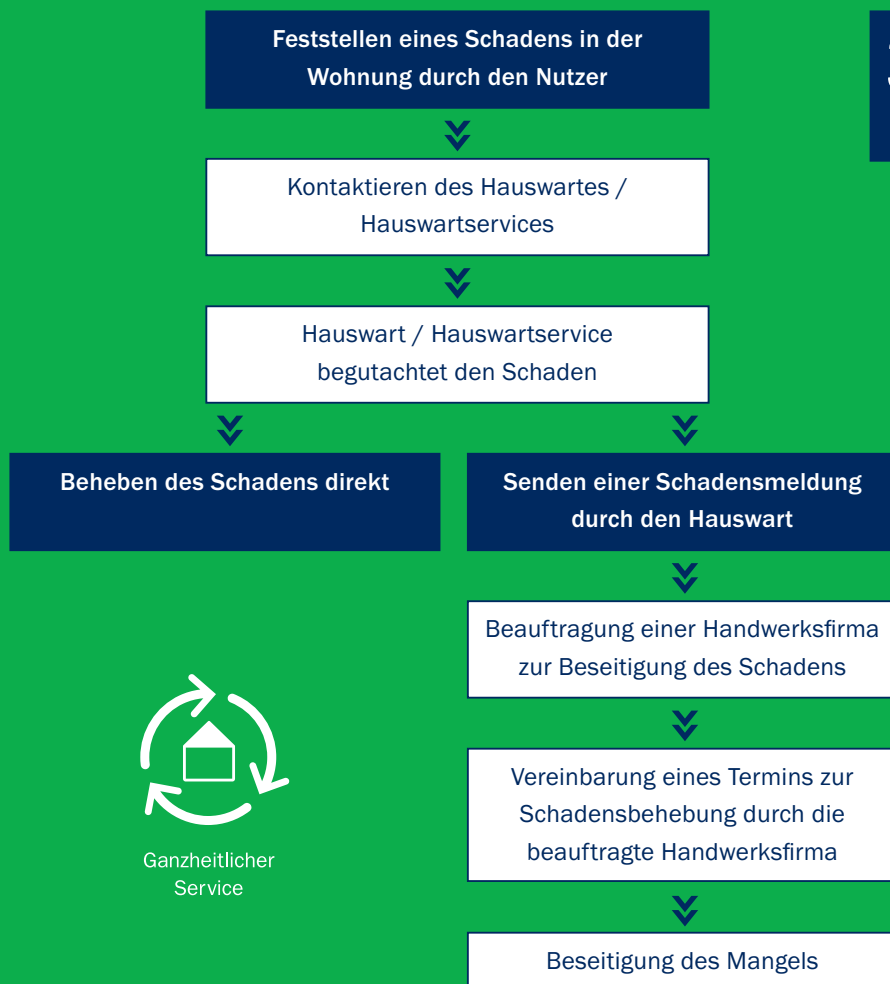 Feststellen eines Schadens in der
Wohnung durch den Nutzer
Kontaktieren des Hauswartes /
Hauswartservices
Hauswart / Hauswartservice
begutachtet den Schaden
Beheben des Schadens direkt
Senden einer Schadensmeldung
durch den Hauswart
Beauftragung einer Handwerksfirma
zur Beseitigung des Schadens
Vereinbarung eines Termins zur
Schadensbehebung durch die
beauftragte Handwerksfirma
Beseitigung des Mangels
Ganzheitlicher
Service